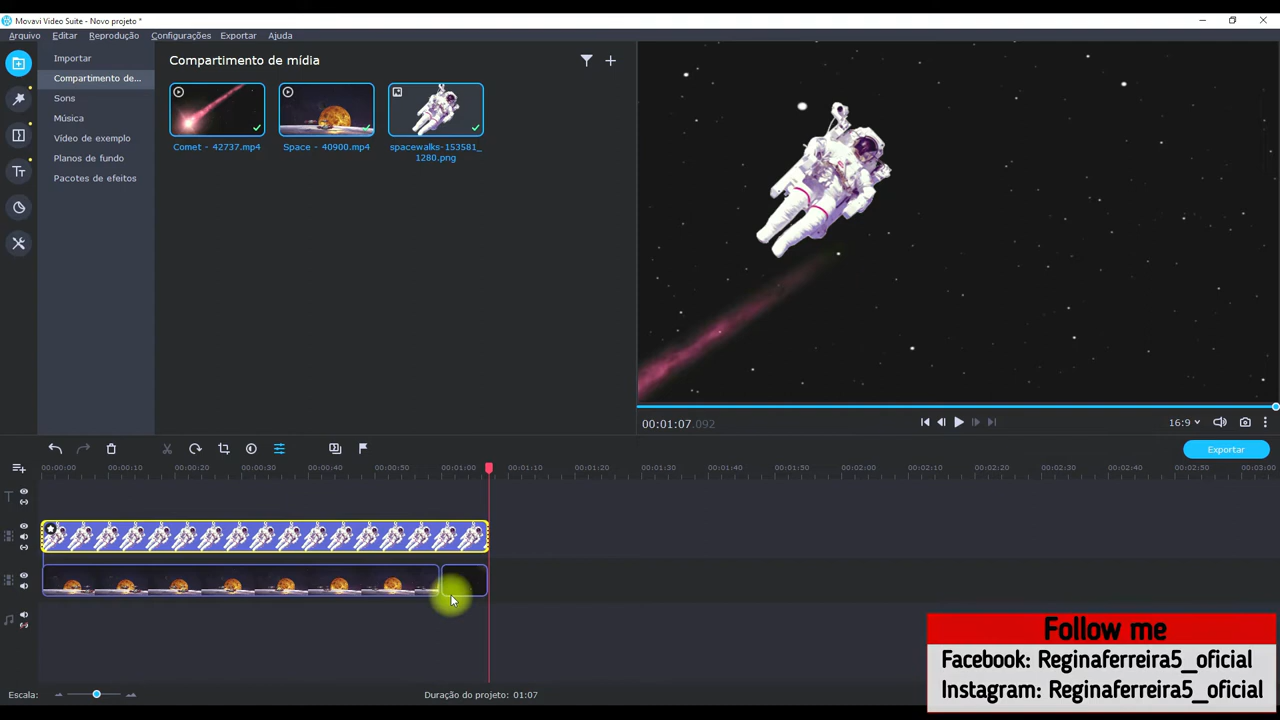 Movavi Video Suite - Novo projeto *
Arquivo Editar Reprodução Configurações Exportar Ajuda
Importar
Compartimento de...
Sons
Música
Vídeo de exemplo
Planos de fundo
Pacotes de efeitos
Compartimento de mídia
Comet - 42737.mp4
Space - 40900.mp4
spacewalks-153581_
1280.png
00:01:07.092
16:9
Exportar
00:00:00 00:00:10 00:00:20 00:00:30 00:00:40 00:00:50 00:01:00 00:01:10 00:01:20 00:01:30 00:01:40 00:01:50 00:02:00 00:02:10 00:02:20 00:02:30 00:02:40 00:02:50 00:03:00
Follow me
Facebook: Reginaferreira5_oficial
Instagram: Reginaferreira5_oficial
Escala:
Duração do projeto: 01:07